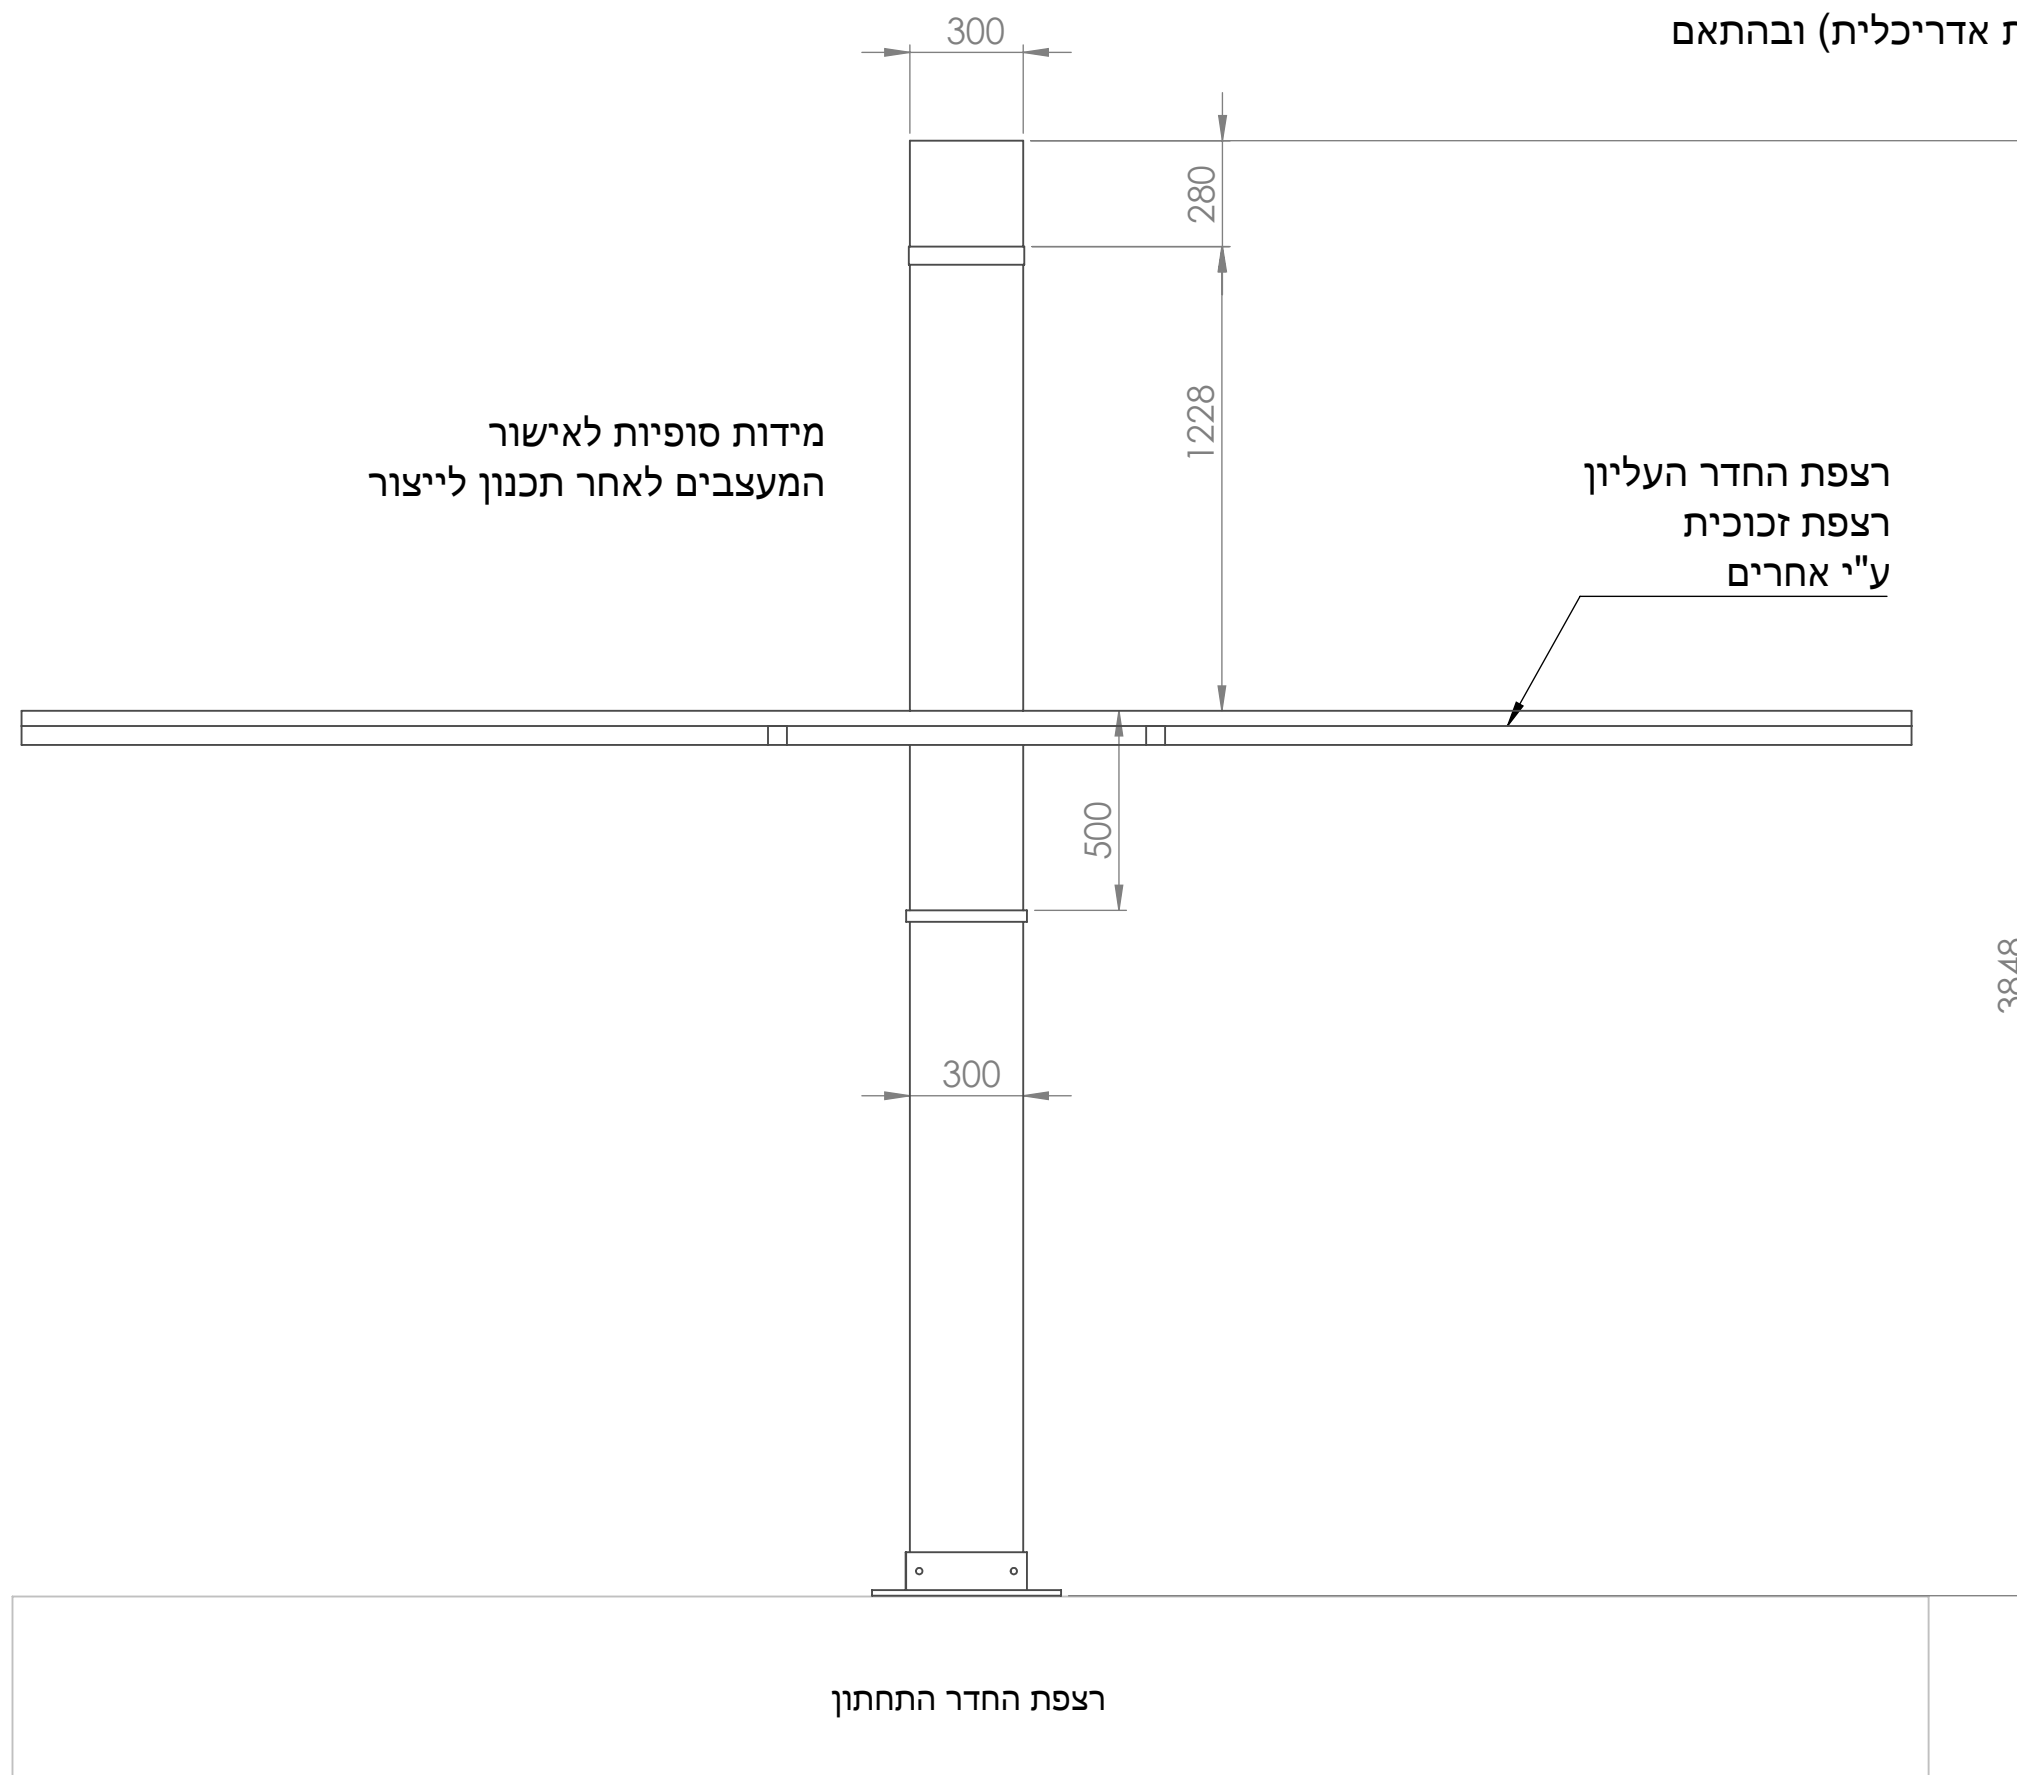 ת אדריכלית) ובהתאם
300
280
1228
מידות סופיות לאישור
המעצבים לאחר תכנון לייצור
רצפת החדר העליון
רצפת זכוכית
ע"י אחרים
500
3848
300
רצפת החדר התחתון